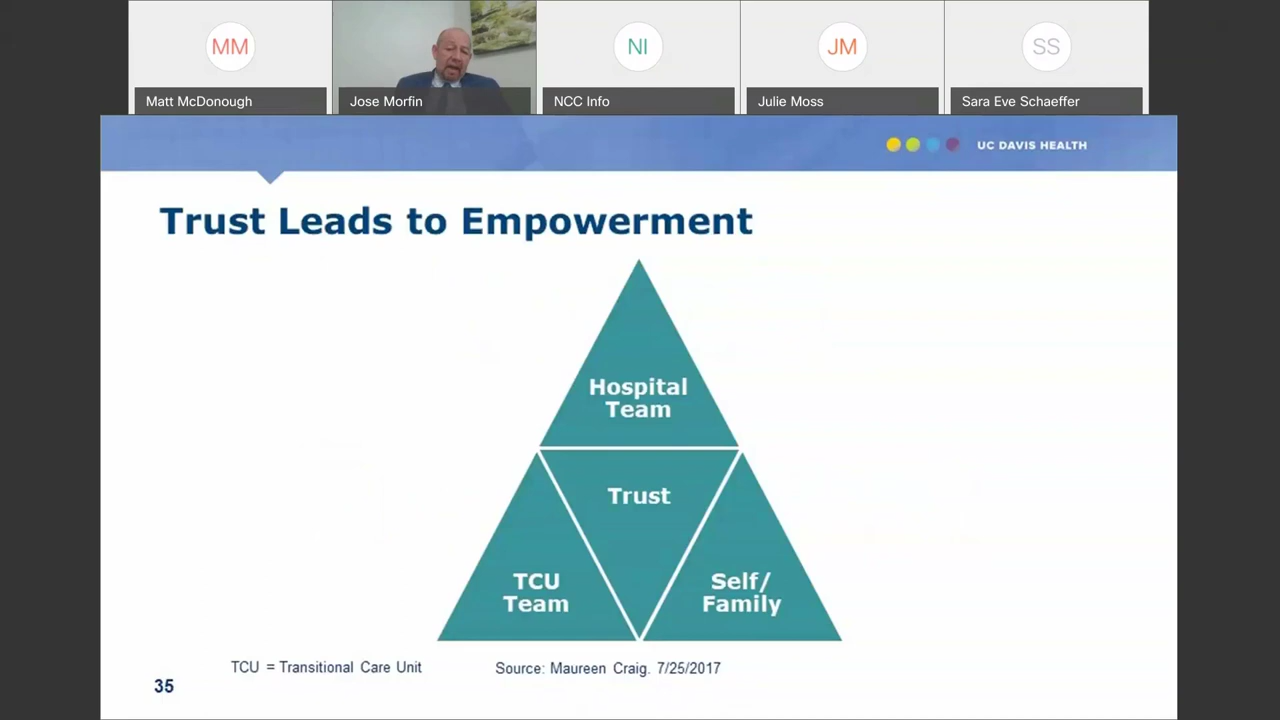 MM
NI
JM
SS
Matt McDonough
Jose Morfin
NCC Info
Julie Moss
Sara Eve Schaeffer
UC DAVIS HEALTH
Trust Leads to Empowerment
Hospital
Team
Trust
TCU
Team
Self/
Family
TCU = Transitional Care Unit
Source: Maureen Craig. 7/25/2017
35